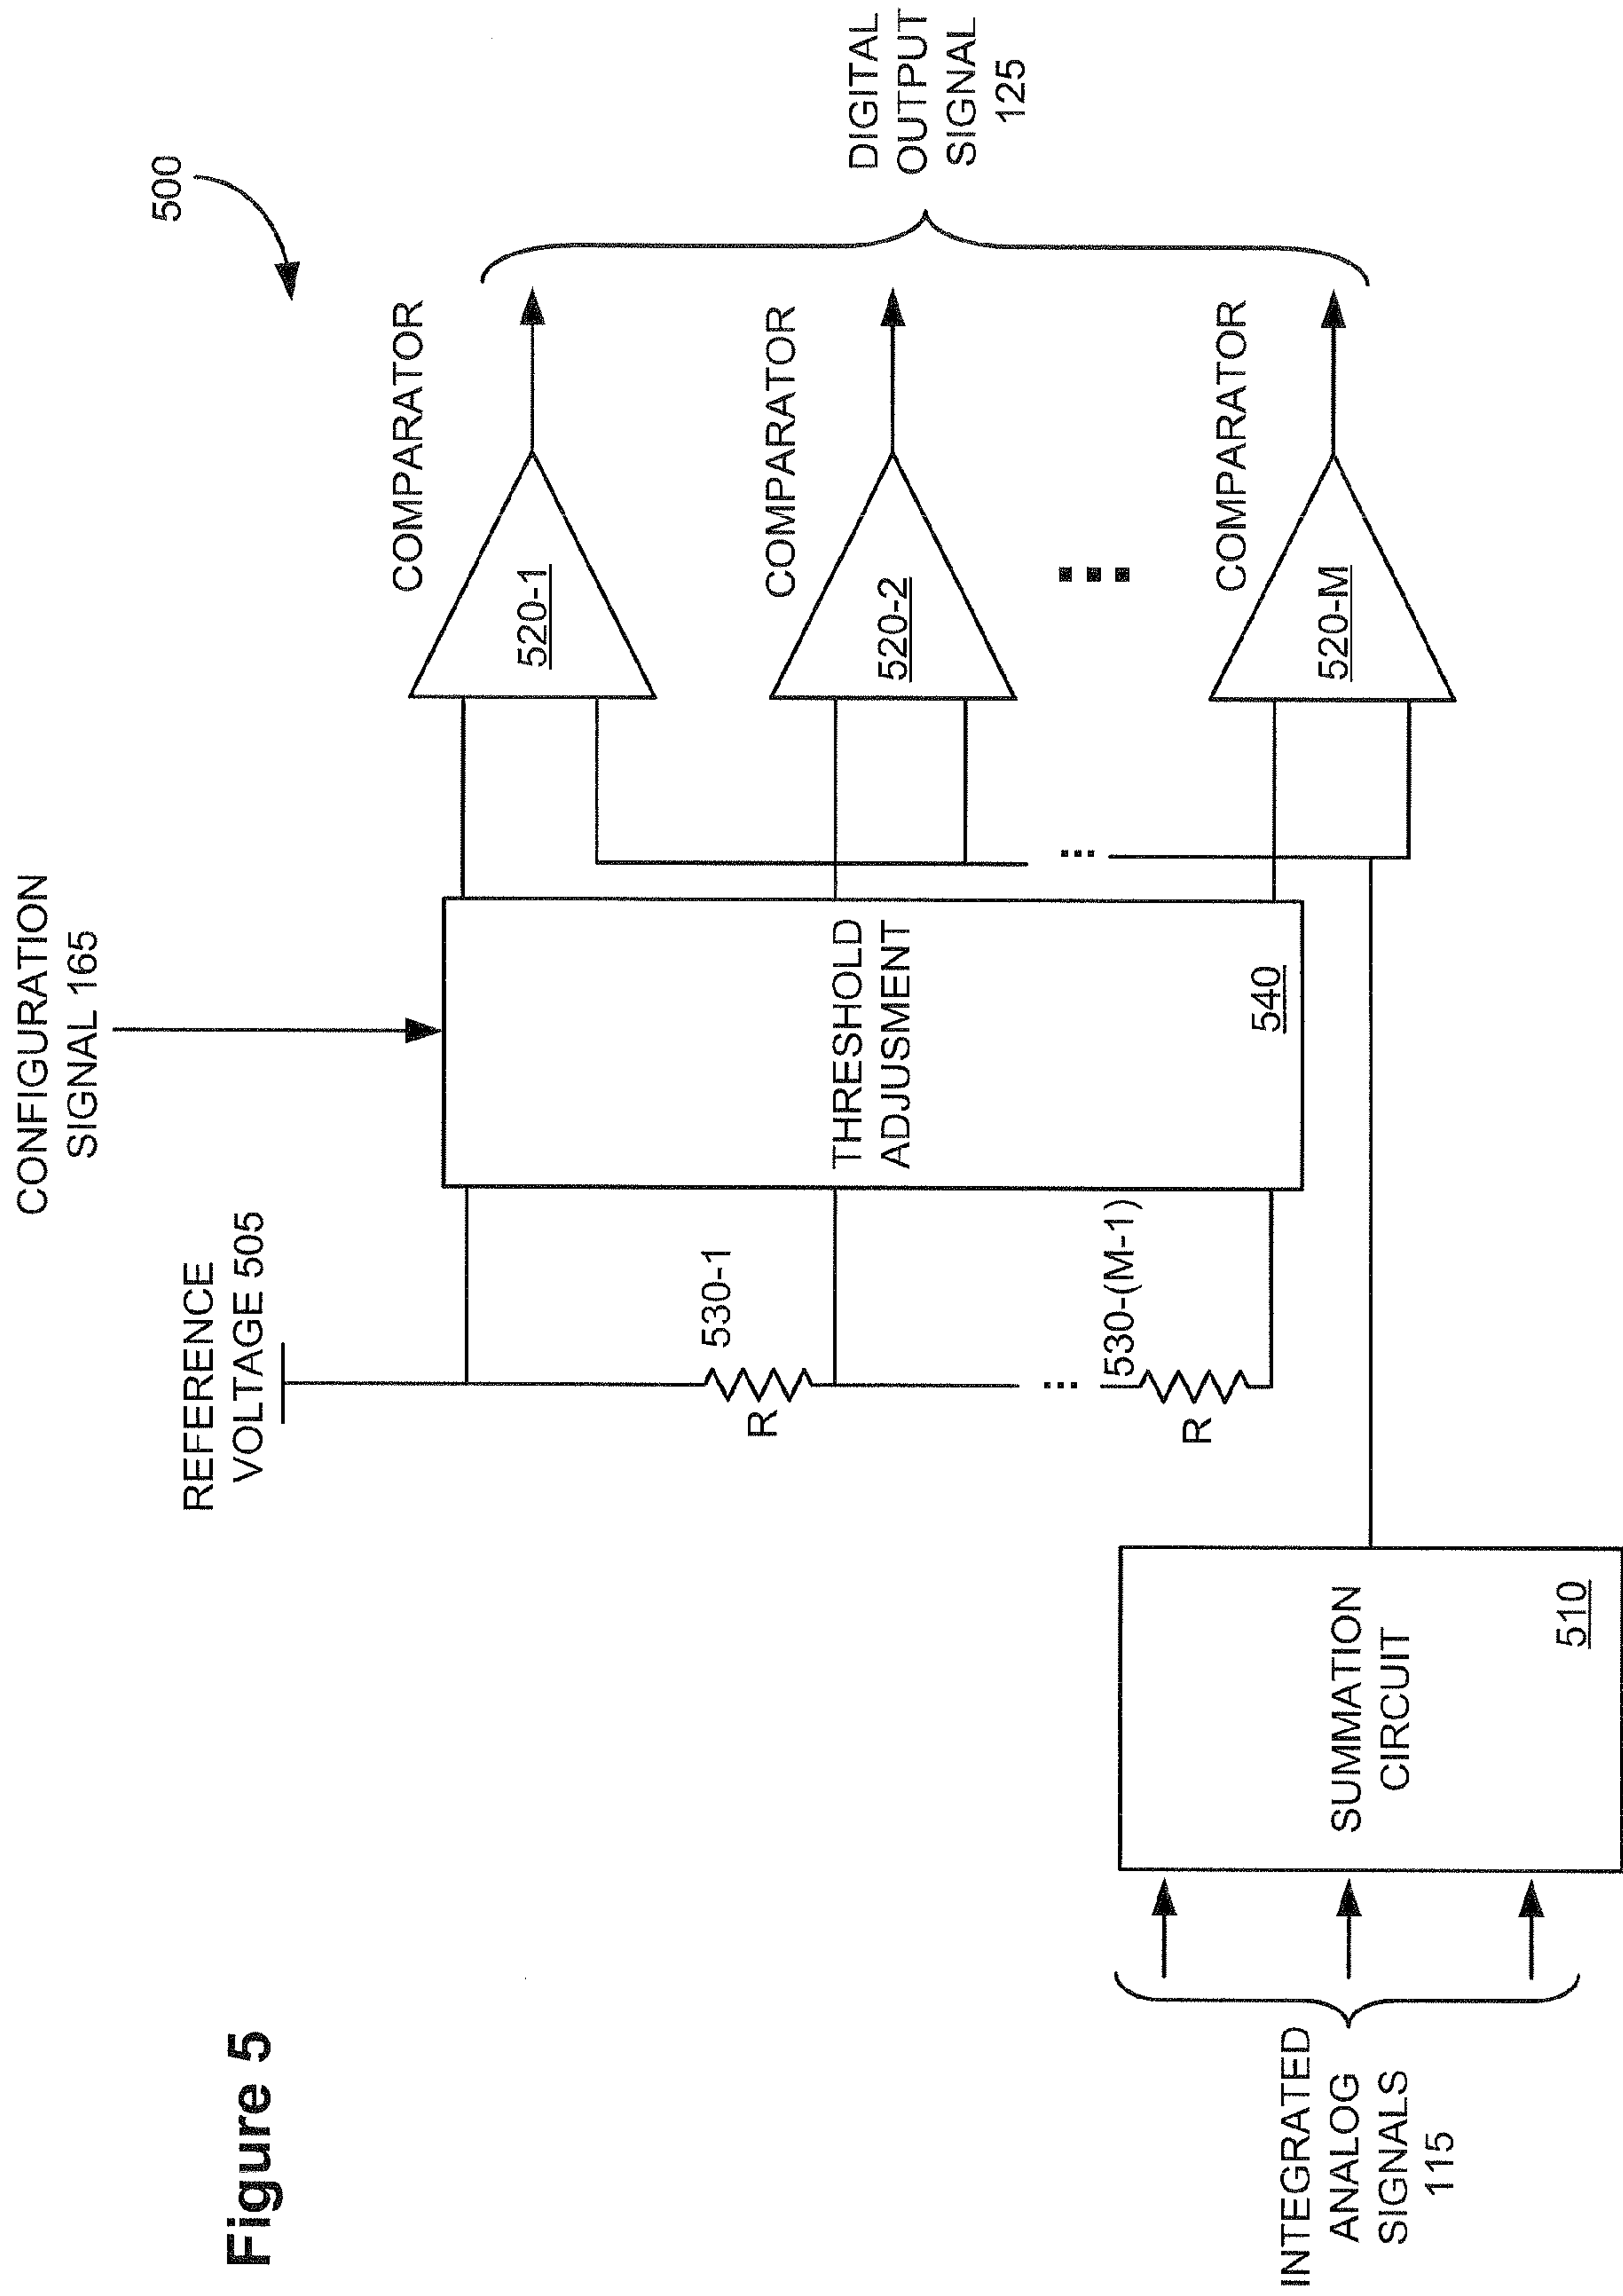 Figure 5
500
CONFIGURATION
SIGNAL 165
REFERENCE
VOLTAGE 505
COMPARATOR
520-1
530-1
R
THRESHOLD
ADJUSMENT
540
COMPARATOR
520-2
DIGITAL
OUTPUT
SIGNAL
125
...
530-(M-1)
R
...
...
COMPARATOR
520-M
INTEGRATED
ANALOG
SIGNALS
115
SUMMATION
CIRCUIT
510